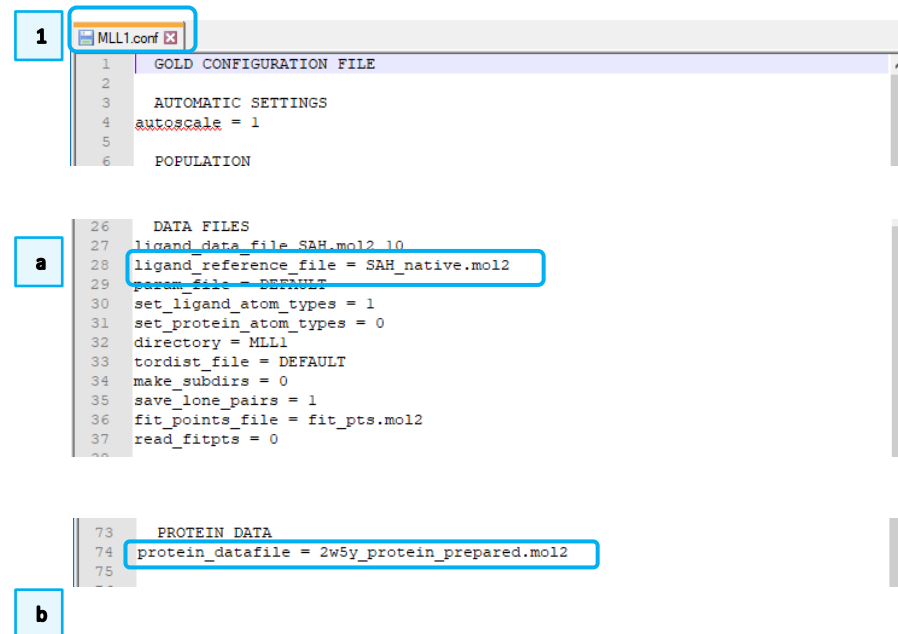 1
MLL1.conf
1 GOLD CONFIGURATION FILE
2
3 AUTOMATIC SETTINGS
4 autoscale = 1
5
6 POPULATION
26 DATA FILES
27 ligand_data_file SAH.mol2 10
a
28 ligand_reference_file = SAH_native.mol2
29 param_file = DEFAULT
30 set_ligand_atom_types = 1
31 set_protein_atom_types = 0
32 directory = MLL1
33 tordist_file = DEFAULT
34 make_subdirs = 0
35 save_lone_pairs = 1
36 fit_points_file = fit_pts.mol2
37 read_fitpts = 0
73 PROTEIN DATA
74 protein_datafile = 2w5y_protein_prepared.mol2
75
b